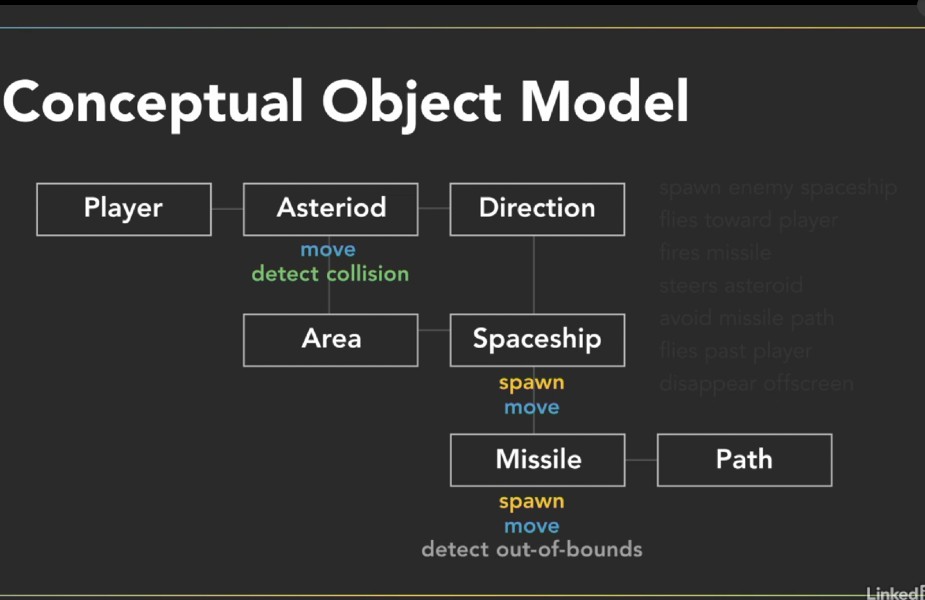 Conceptual Object Model
Player
Asteriod
Direction
move
detect collision
Area
Spaceship
spawn
move
Missile
Path
spawn
move
detect out-of-bounds
spawn enemy spaceship
flies toward player
fires missile
steers asteroid
avoid missile path
flies past player
disappear offscreen